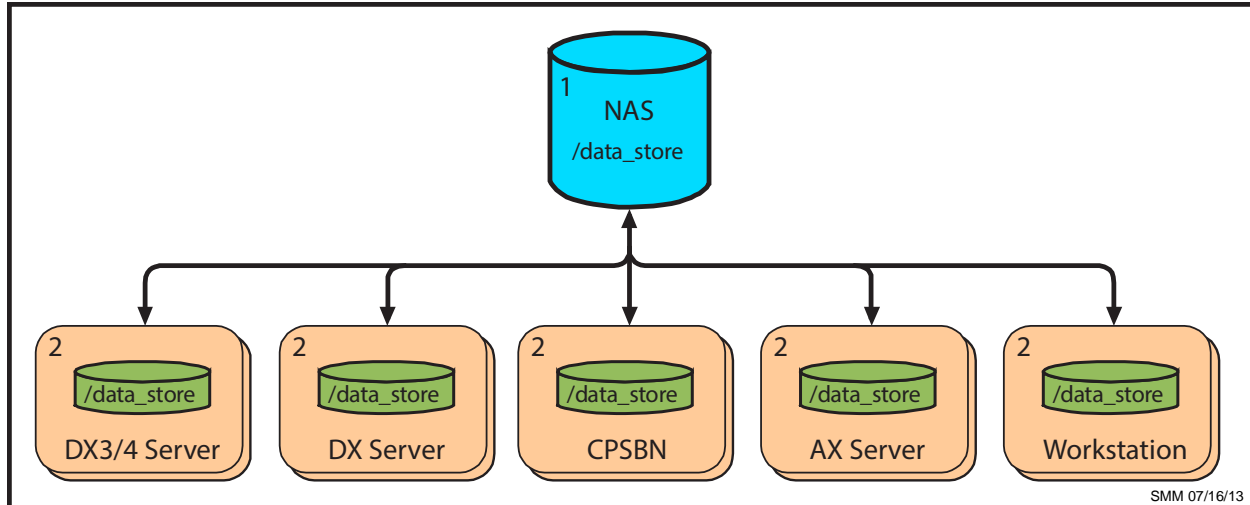 1
NAS
/data_store
2
/data_store
DX3/4 Server
2
/data_store
DX Server
2
/data_store
CPSBN
2
/data_store
AX Server
2
/data_store
Workstation
SMM 07/16/13